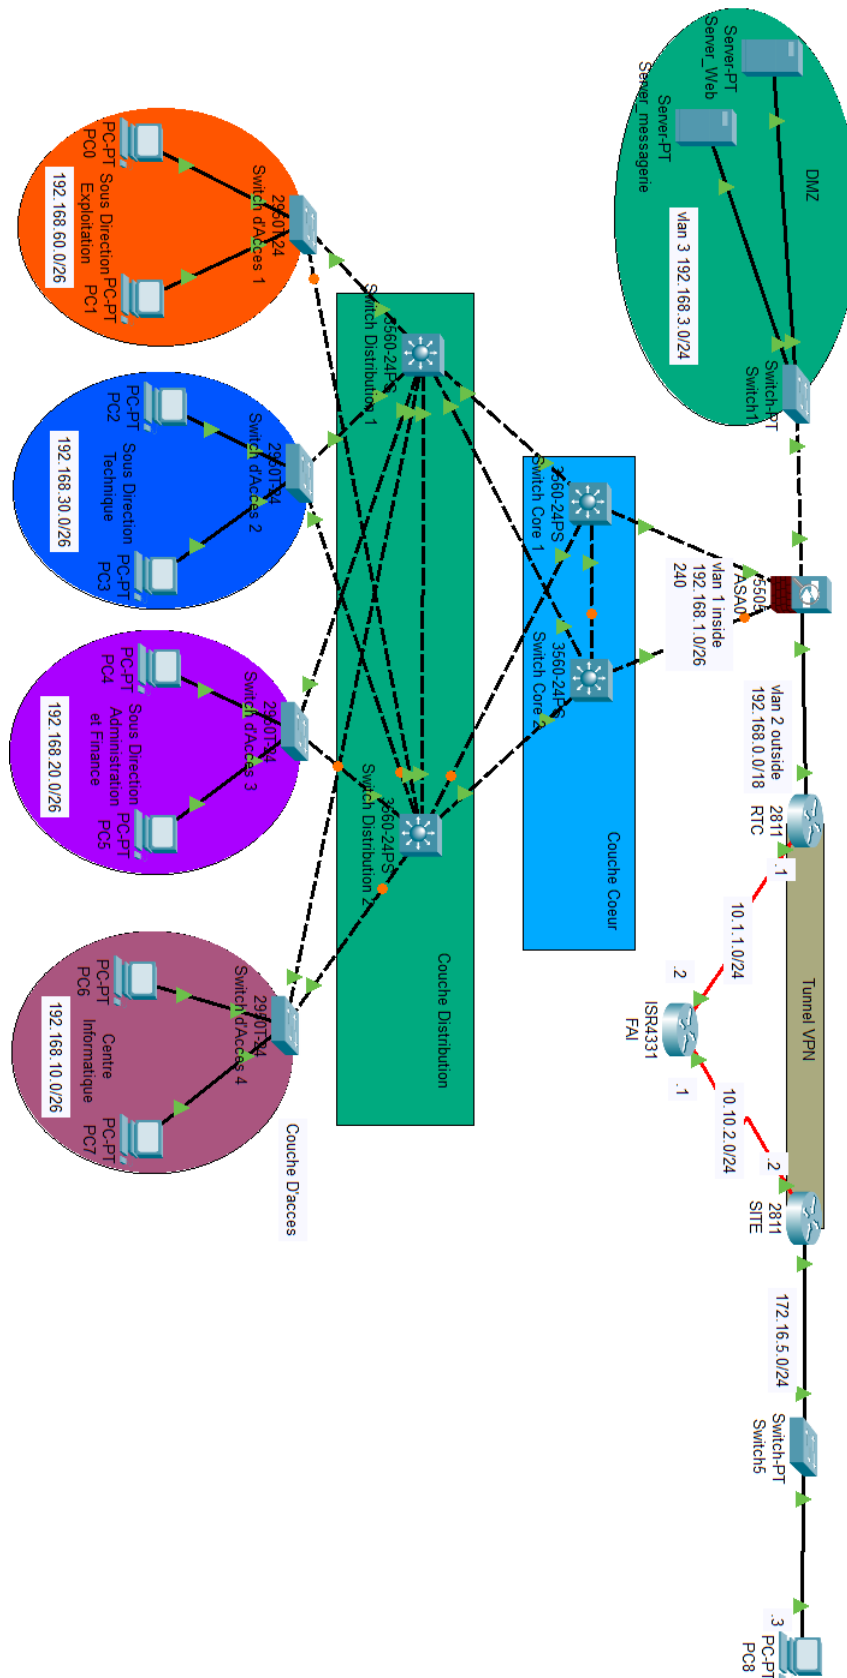 Server-PT
Server_Web
Server-PT
Server_messagerie
DMZ
vlan 3 192.168.3.0/24
Switch-PT
Switch1
5505
ASA0
vlan 1 inside
192.168.1.0/26
240
vlan 2 outside
192.168.0.0/18
2811
RTC
.1
10.1.1.0/24
.2
ISR4331
FAI
.1
10.10.2.0/24
.2
Tunnel VPN
2811
SITE
172.16.5.0/24
Switch-PT
Switch5
.3
PC-PT
PC8
3560-24PS
Switch Core 1
3560-24PS
Switch Core 2
Couche Coeur
3560-24PS
Switch Distribution 1
3560-24PS
Switch Distribution 2
Couche Distribution
2950T-24
Switch d'Acces 1
2950T-24
Switch d'Acces 2
2950T-24
Switch d'Acces 3
2950T-24
Switch d'Acces 4
Couche D'acces
PC-PT
PC0
Sous Direction
Exploitation
PC-PT
PC1
192.168.60.0/26
PC-PT
PC2
Sous Direction
Technique
PC-PT
PC3
192.168.30.0/26
PC-PT
PC4
Sous Direction
Administration
et Finance
PC-PT
PC5
192.168.20.0/26
PC-PT
PC6
Centre
Informatique
PC-PT
PC7
192.168.10.0/26